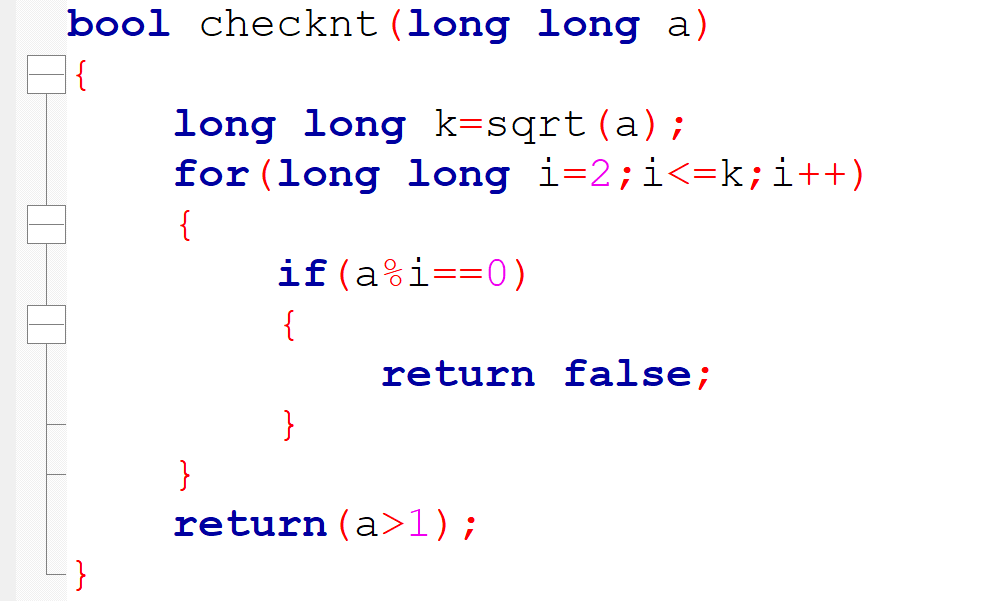 bool checknt(long long a)
{
    long long k=sqrt(a);
    for(long long i=2;i<=k;i++)
    {
        if(a%i==0)
        {
            return false;
        }
    }
    return(a>1);
}